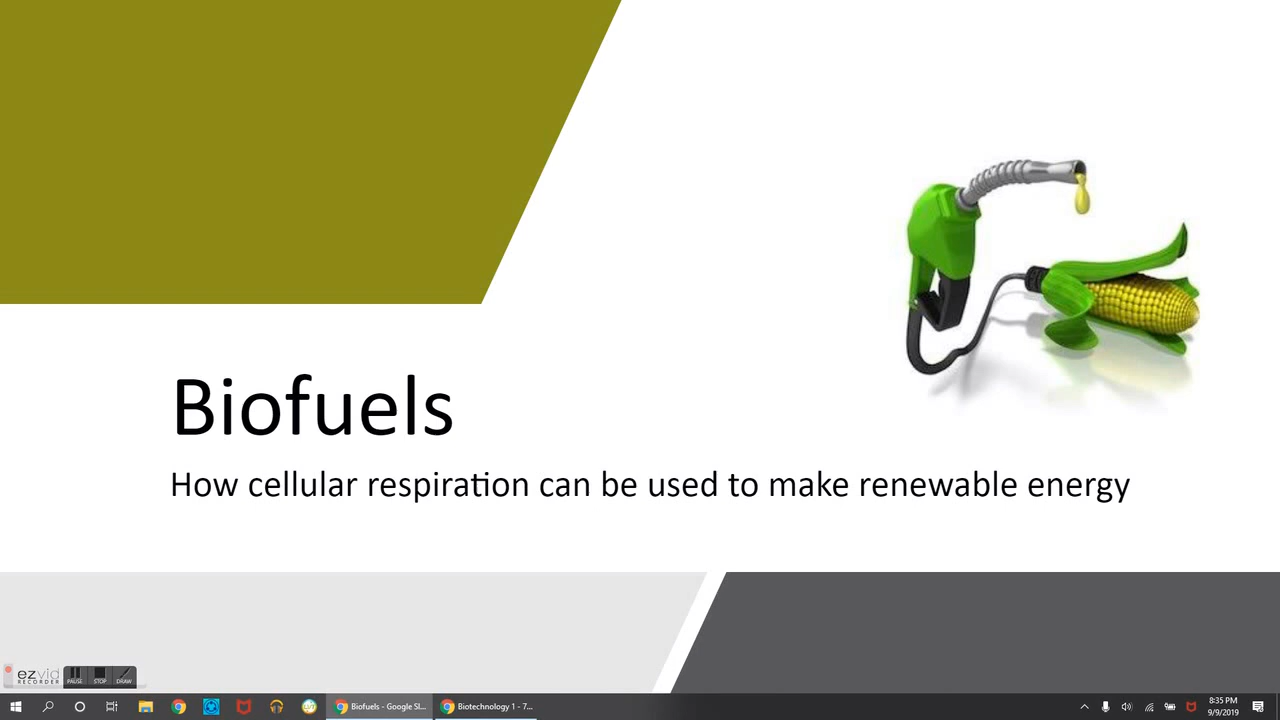 Biofuels
How cellular respiration can be used to make renewable energy
ezvid
RECORDER
PAUSE
STOP
DRAW
Biofuels - Google Sl...
Biotechnology 1 - 7...
8:35 PM
9/9/2019